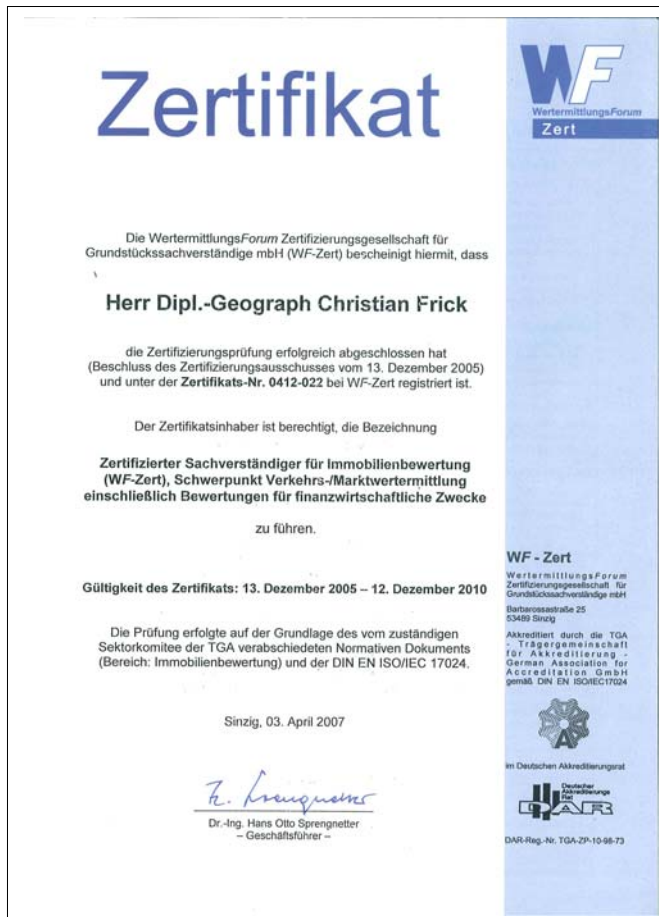 Zertifikat
WF
WertermittlungsForum
Zert
Die WertermittlungsForum Zertifizierungsgesellschaft für
Grundstückssachverständige mbH (WF-Zert) bescheinigt hiermit, dass
Herr Dipl.-Geograph Christian Frick
die Zertifizierungsprüfung erfolgreich abgeschlossen hat
(Beschluss des Zertifizierungsausschusses vom 13. Dezember 2005)
und unter der Zertifikats-Nr. 0412-022 bei WF-Zert registriert ist.
Der Zertifikatsinhaber ist berechtigt, die Bezeichnung
Zertifizierter Sachverständiger für Immobilienbewertung
(WF-Zert), Schwerpunkt Verkehrs-/Marktwertermittlung
einschließlich Bewertungen für finanzwirtschaftliche Zwecke
zu führen.
Gültigkeit des Zertifikats: 13. Dezember 2005 – 12. Dezember 2010
Die Prüfung erfolgte auf der Grundlage des vom zuständigen
Sektorkomitee der TGA verabschiedeten Normativen Dokuments
(Bereich: Immobilienbewertung) und der DIN EN ISO/IEC 17024.
Sinzig, 03. April 2007
Dr.-Ing. Hans Otto Sprengnetter
– Geschäftsführer –
WF - Zert
WertermittlungsForum
Zertifizierungsgesellschaft für
Grundstückssachverständige mbH
Barbarossastraße 25
53489 Sinzig
Akkreditiert durch die TGA
- Trägergemeinschaft
für Akkreditierung -
German Association for
Accreditation GmbH
gemäß DIN EN ISO/IEC17024
A
im Deutschen Akkreditierungsrat
Deutscher
Akkreditierungs
Rat
DAR
DAR-Reg.-Nr. TGA-ZP-10-98-73